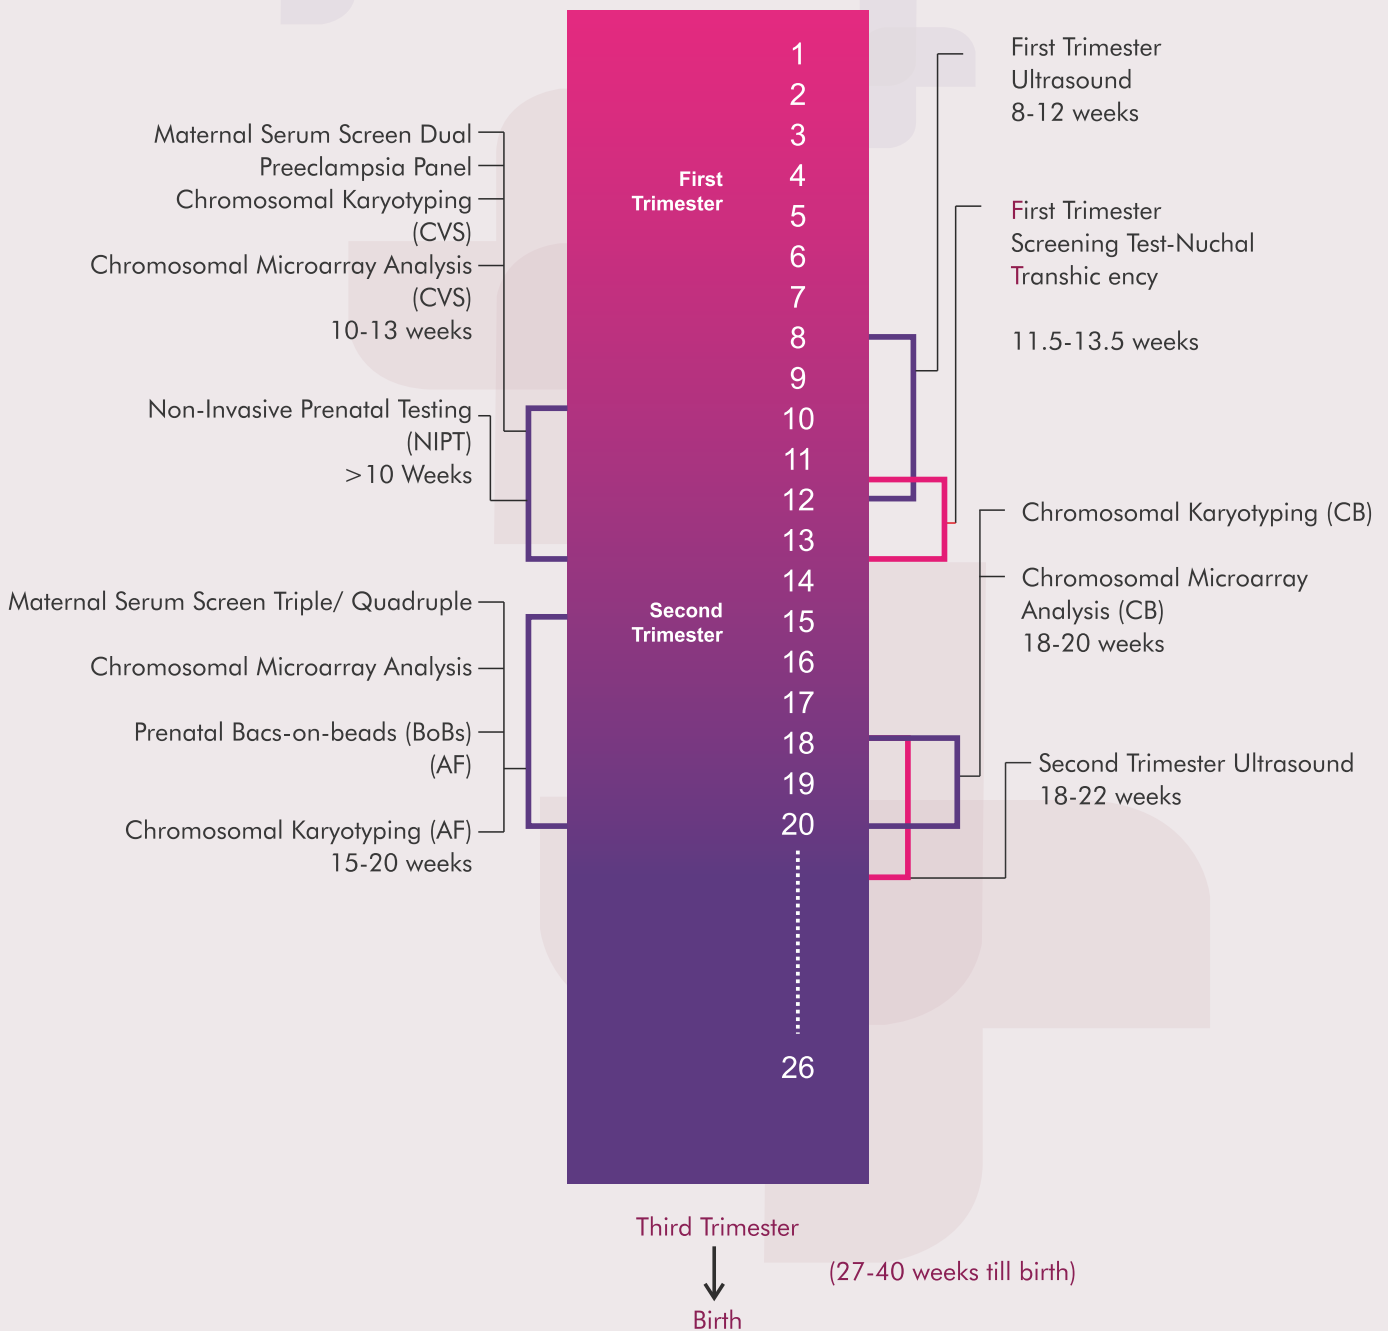 Maternal Serum Screen Dual
Preeclampsia Panel
Chromosomal Karyotyping
(CVS)
Chromosomal Microarray Analysis
(CVS)
10-13 weeks
Non-Invasive Prenatal Testing
(NIPT)
>10 Weeks
Maternal Serum Screen Triple/ Quadruple
Chromosomal Microarray Analysis
Prenatal Bacs-on-beads (BoBs)
(AF)
Chromosomal Karyotyping (AF)
15-20 weeks
First
Trimester
Second
Trimester
1
2
3
4
5
6
7
8
9
10
11
12
13
14
15
16
17
18
19
20
26
First Trimester
Ultrasound
8-12 weeks
First Trimester
Screening Test-Nuchal
Transhic ency
11.5-13.5 weeks
Chromosomal Karyotyping (CB)
Chromosomal Microarray
Analysis (CB)
18-20 weeks
Second Trimester Ultrasound
18-22 weeks
Third Trimester
(27-40 weeks till birth)
Birth